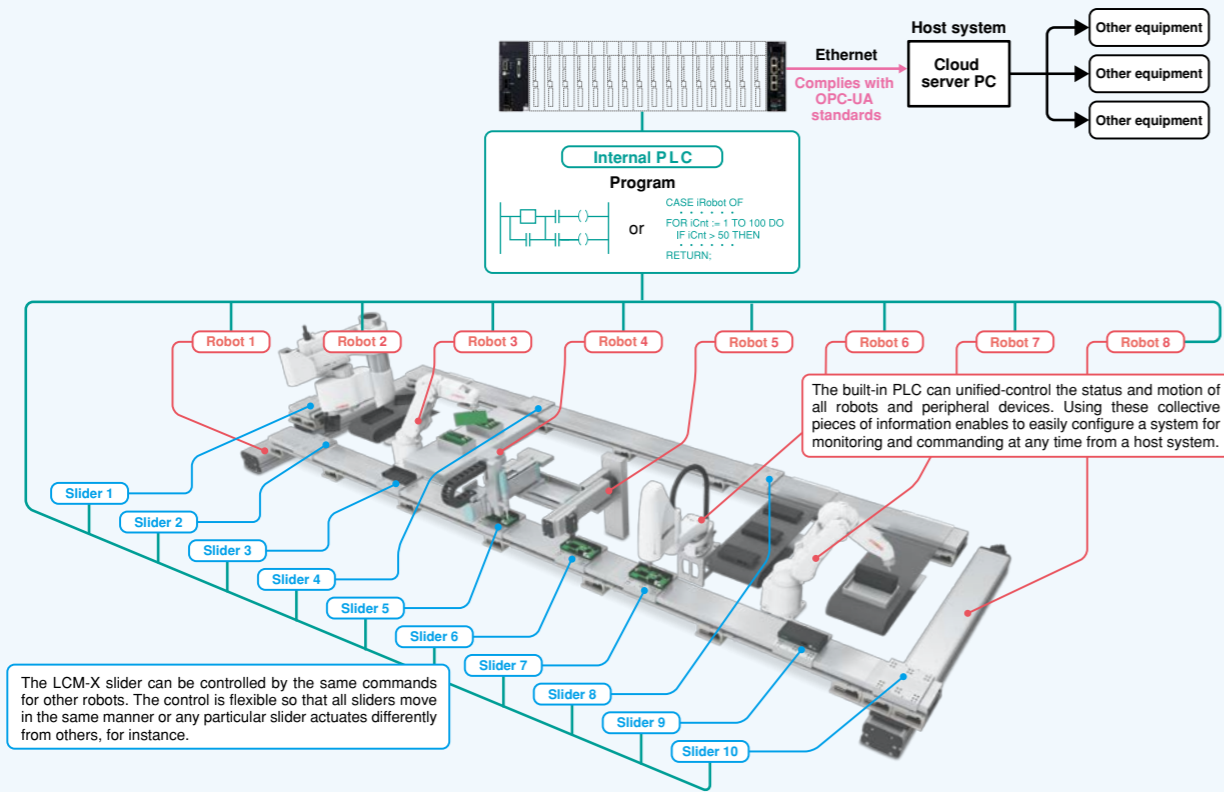 Host system
Other equipment
Ethernet
Cloud
server PC
Other equipment
Complies with
OPC-UA
standards
Other equipment
Internal PLC
Program
or
CASE iRobot OF
• • • • • •
FOR iCnt := 1 TO 100 DO
IF iCnt > 50 THEN
• • • • • •
RETURN;
Robot 1
Robot 2
Robot 3
Robot 4
Robot 5
Robot 6
Robot 7
Robot 8
The built-in PLC can unified-control the status and motion of
all robots and peripheral devices. Using these collective
pieces of information enables to easily configure a system for
monitoring and commanding at any time from a host system.
Slider 1
Slider 2
Slider 3
Slider 4
Slider 5
Slider 6
Slider 7
Slider 8
Slider 9
Slider 10
The LCM-X slider can be controlled by the same commands
for other robots. The control is flexible so that all sliders move
in the same manner or any particular slider actuates differently
from others, for instance.